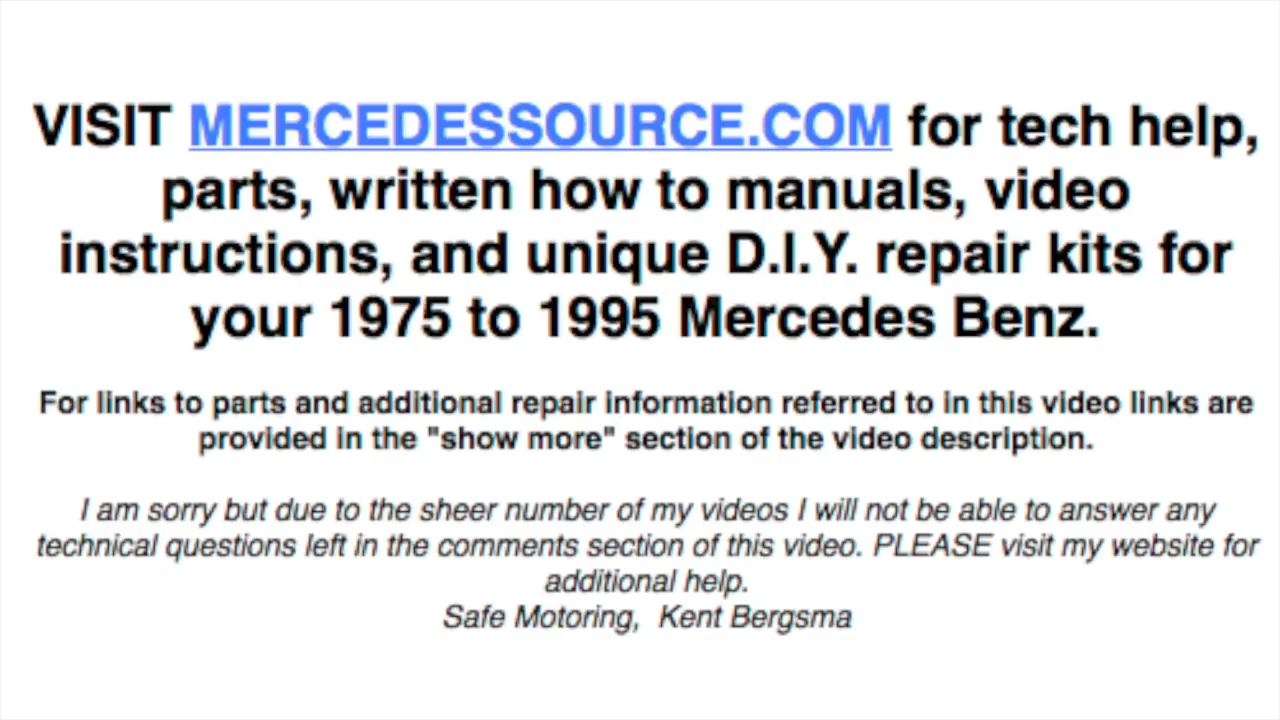 VISIT MERCEDESSOURCE.COM for tech help,
parts, written how to manuals, video
instructions, and unique D.I.Y. repair kits for
your 1975 to 1995 Mercedes Benz.
For links to parts and additional repair information referred to in this video links are
provided in the "show more" section of the video description.
I am sorry but due to the sheer number of my videos I will not be able to answer any
technical questions left in the comments section of this video. PLEASE visit my website for
additional help.
Safe Motoring,  Kent Bergsma